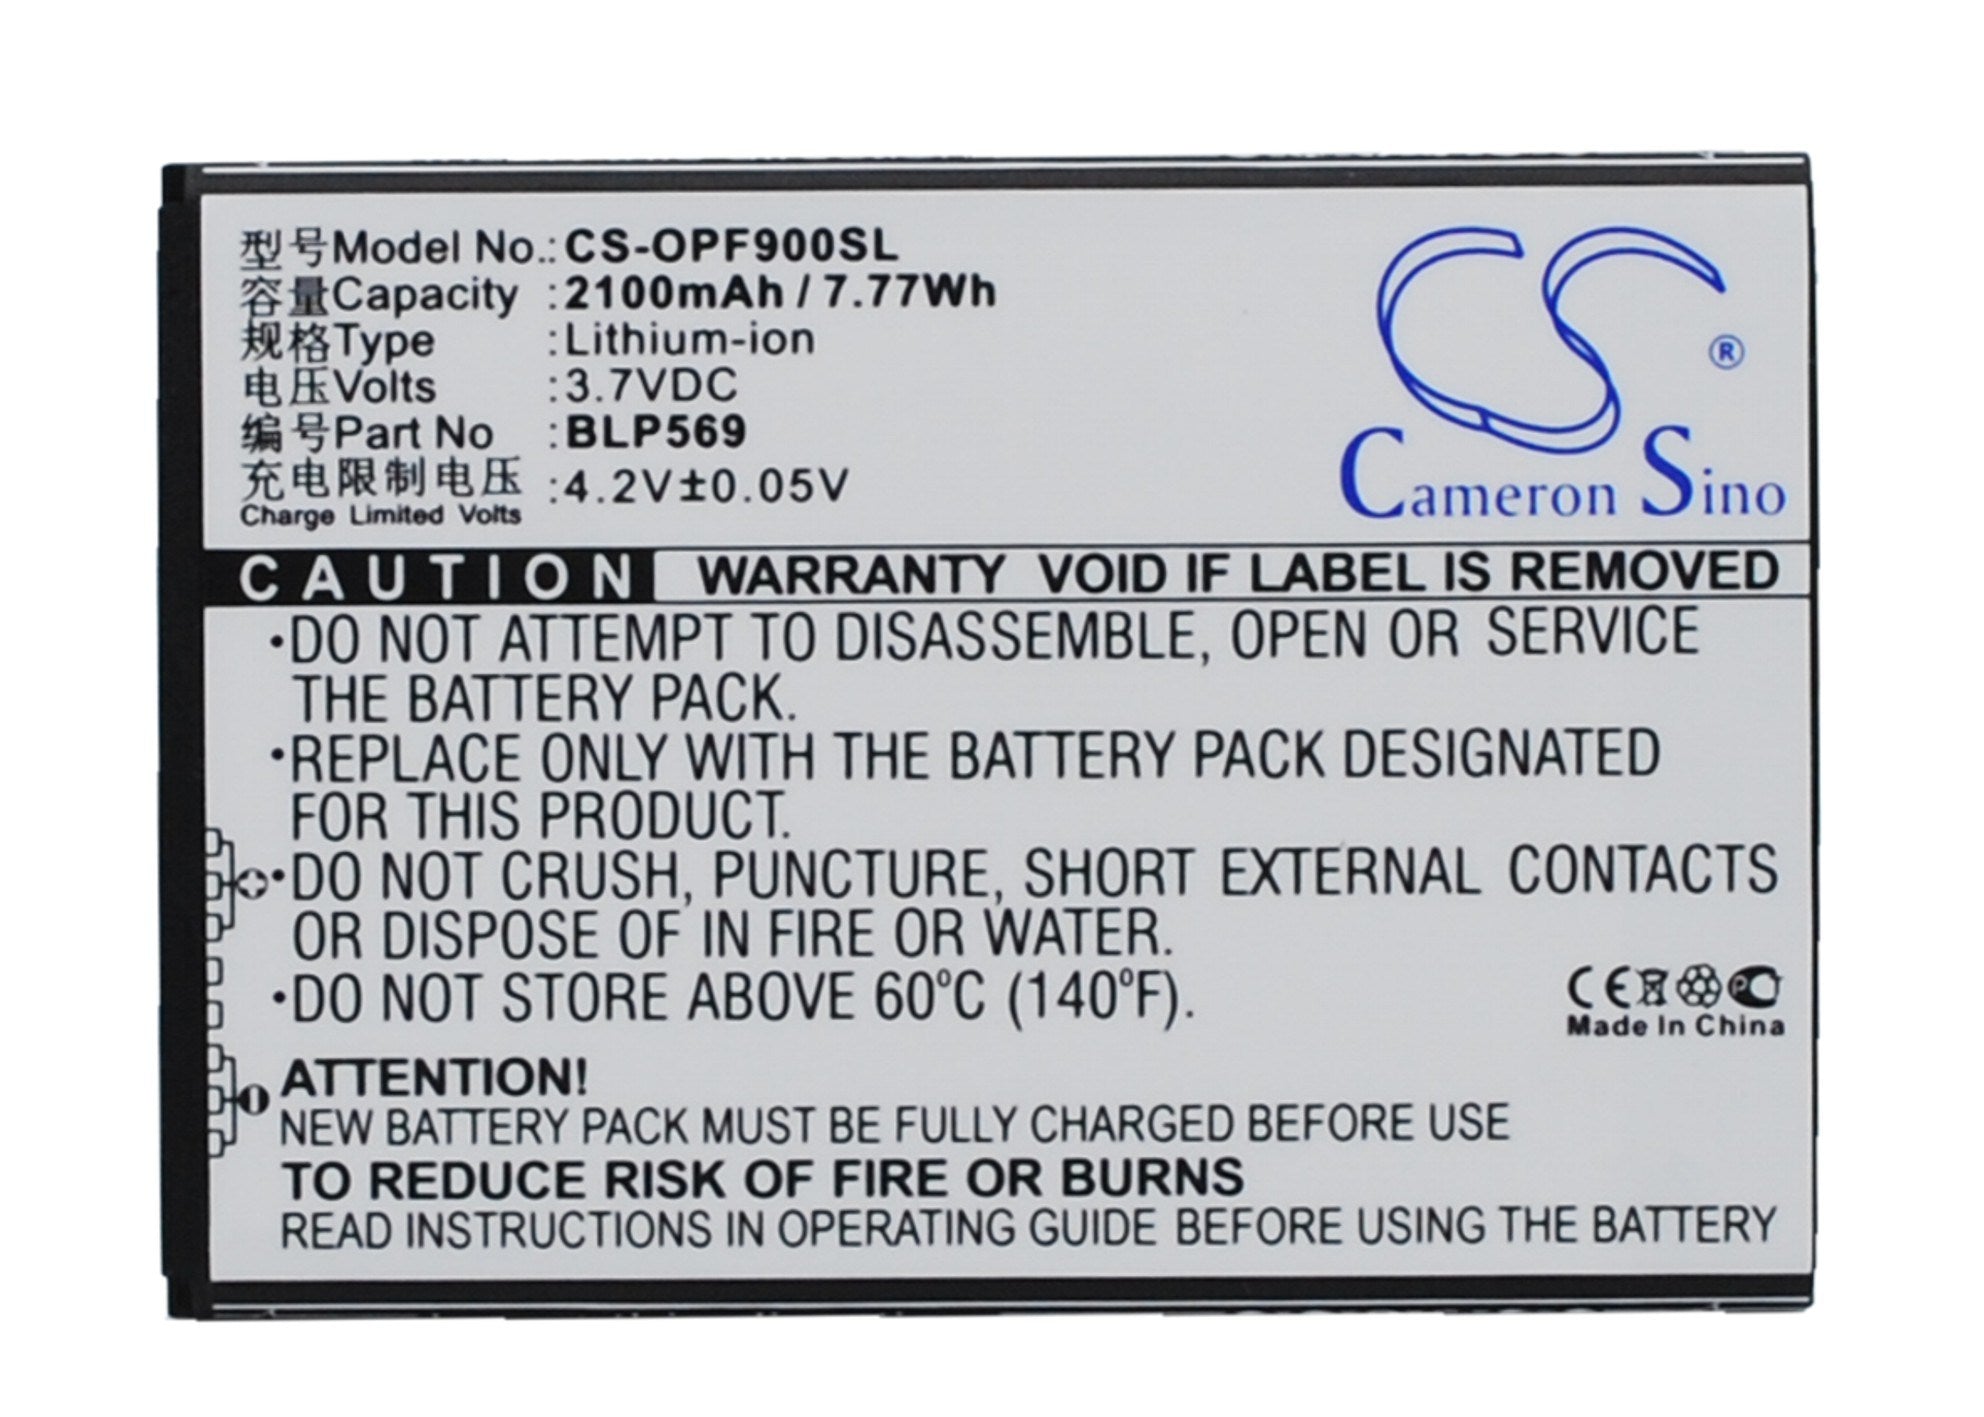 型号Model No.: CS-OPF900SL
容量Capacity : 2100mAh / 7.77Wh
规格Type : Lithium-ion
电压Volts : 3.7VDC
编号Part No : BLP569
充电限制电压 : 4.2V±0.05V
Charge Limited Volts
CS
®
Cameron Sino
CAUTION WARRANTY VOID IF LABEL IS REMOVED
•DO NOT ATTEMPT TO DISASSEMBLE, OPEN OR SERVICE
THE BATTERY PACK.
•REPLACE ONLY WITH THE BATTERY PACK DESIGNATED
FOR THIS PRODUCT.
•DO NOT CRUSH, PUNCTURE, SHORT EXTERNAL CONTACTS
OR DISPOSE OF IN FIRE OR WATER.
•DO NOT STORE ABOVE 60°C (140°F).
CE
Made In China
ATTENTION!
NEW BATTERY PACK MUST BE FULLY CHARGED BEFORE USE
TO REDUCE RISK OF FIRE OR BURNS
READ INSTRUCTIONS IN OPERATING GUIDE BEFORE USING THE BATTERY